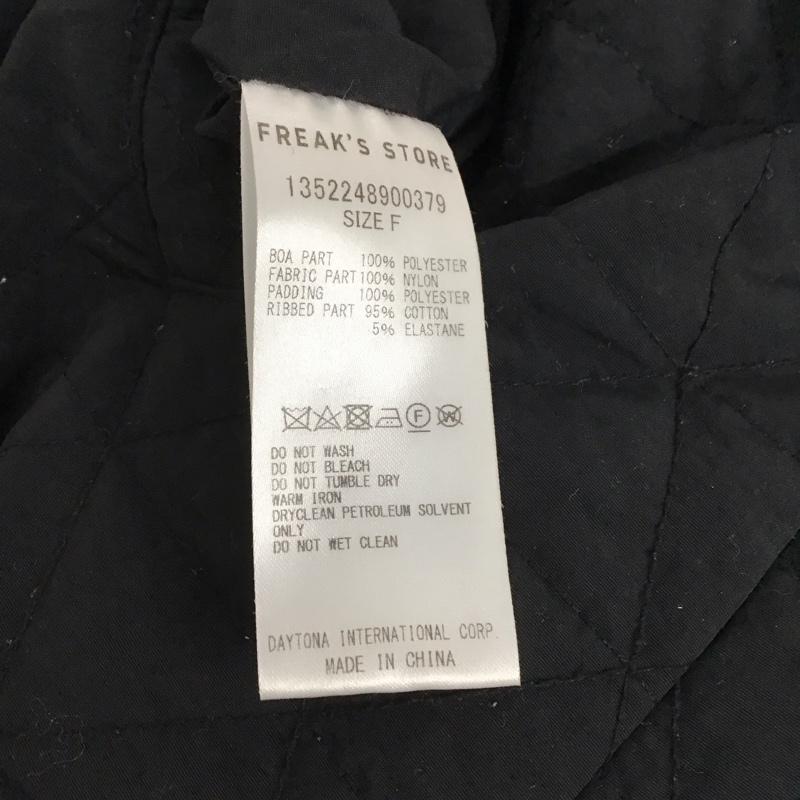 FREAK'S STORE
1352248900379
SIZE F
BOA PART 100% POLYESTER
FABRIC PART 100% NYLON
PADDING 100% POLYESTER
RIBBED PART 95% COTTON
5% ELASTANE
F W
DO NOT WASH
DO NOT BLEACH
DO NOT TUMBLE DRY
WARM IRON
DRYCLEAN PETROLEUM SOLVENT
ONLY
DO NOT WET CLEAN
DAYTONA INTERNATIONAL CORP.
MADE IN CHINA